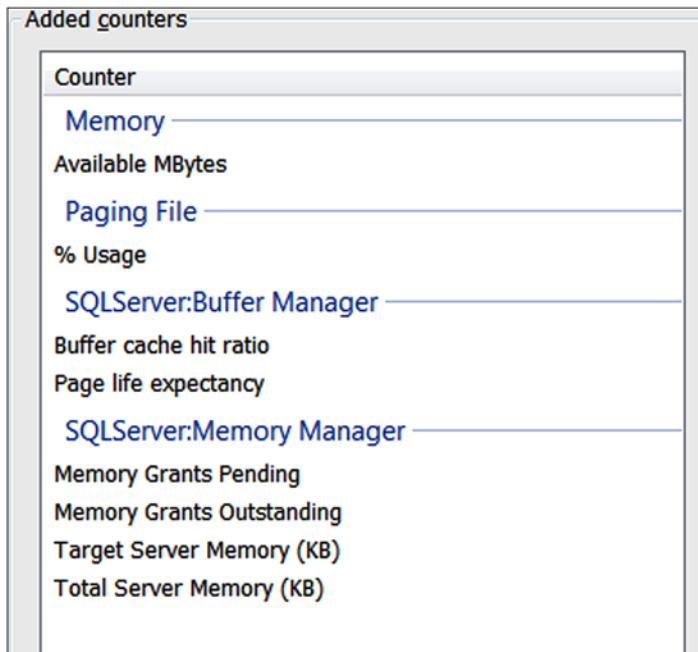 Added counters
Counter
Memory
Available MBytes
Paging File
% Usage
SQLServer:Buffer Manager
Buffer cache hit ratio
Page life expectancy
SQLServer:Memory Manager
Memory Grants Pending
Memory Grants Outstanding
Target Server Memory (KB)
Total Server Memory (KB)